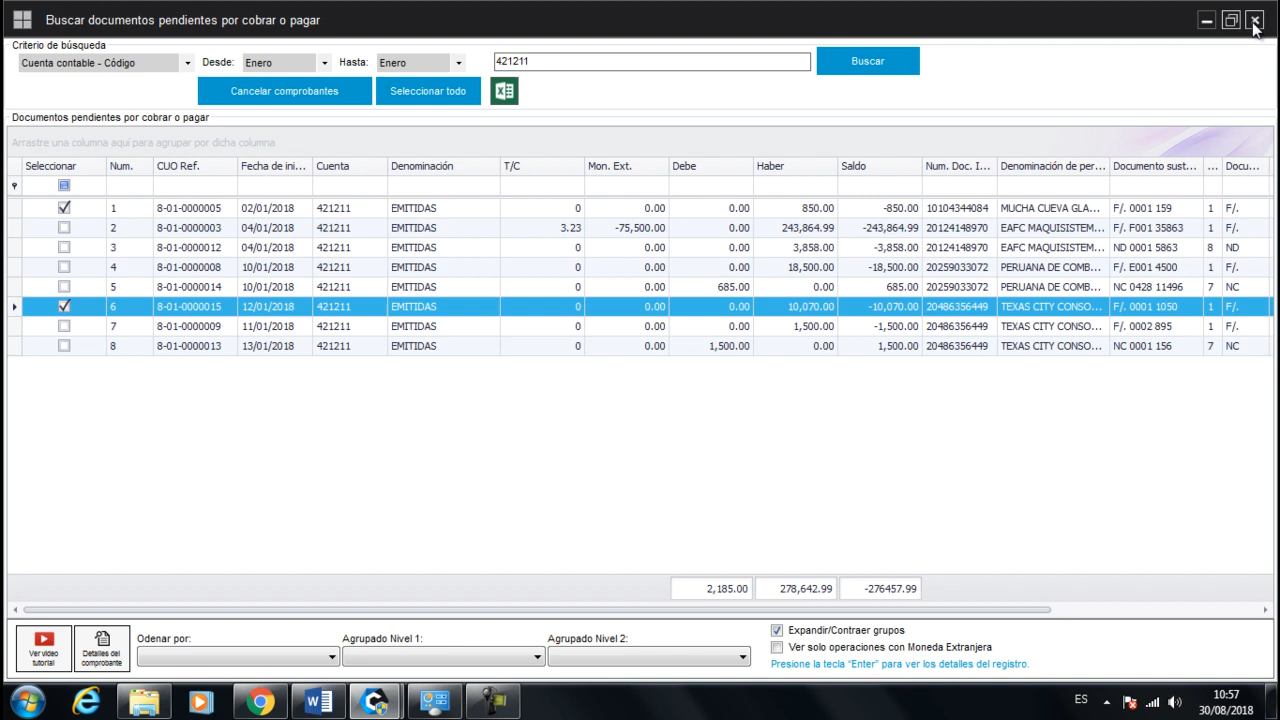 Buscar documentos pendientes por cobrar o pagar
Criterio de búsqueda
Cuenta contable - Código Desde: Enero Hasta: Enero 421211 Buscar
Cancelar comprobantes Seleccionar todo
Documentos pendientes por cobrar o pagar
Arrastre una columna aquí para agrupar por dicha columna
Seleccionar Num. CUO Ref. Fecha de ini... Cuenta Denominación T/C Mon. Ext. Debe Haber Saldo Num. Doc. I... Denominación de per... Documento sust... ... Docu...
1 8-01-0000005 02/01/2018 421211 EMITIDAS 0 0.00 0.00 850.00 -850.00 10104344084 MUCHA CUEVA GLA... F/. 0001 159 1 F/.
2 8-01-0000003 04/01/2018 421211 EMITIDAS 3.23 -75,500.00 0.00 243,864.99 -243,864.99 20124148970 EAFC MAQUISISTEM... F/. F001 35863 1 F/.
3 8-01-0000012 04/01/2018 421211 EMITIDAS 0 0.00 0.00 3,858.00 -3,858.00 20124148970 EAFC MAQUISISTEM... ND 0001 5863 8 ND
4 8-01-0000008 10/01/2018 421211 EMITIDAS 0 0.00 0.00 18,500.00 -18,500.00 20259033072 PERUANA DE COMB... F/. E001 4500 1 F/.
5 8-01-0000014 10/01/2018 421211 EMITIDAS 0 0.00 685.00 0.00 685.00 20259033072 PERUANA DE COMB... NC 0428 11496 7 NC
6 8-01-0000015 12/01/2018 421211 EMITIDAS 0 0.00 0.00 10,070.00 -10,070.00 20486356449 TEXAS CITY CONSO... F/. 0001 1050 1 F/.
7 8-01-0000009 11/01/2018 421211 EMITIDAS 0 0.00 0.00 1,500.00 -1,500.00 20486356449 TEXAS CITY CONSO... F/. 0002 895 1 F/.
8 8-01-0000013 13/01/2018 421211 EMITIDAS 0 0.00 1,500.00 0.00 1,500.00 20486356449 TEXAS CITY CONSO... NC 0001 156 7 NC
2,185.00 278,642.99 -276457.99
Ver video tutorial
Detalles del comprobante
Odenar por: Agrupado Nivel 1: Agrupado Nivel 2:
Expandir/Contraer grupos
Ver solo operaciones con Moneda Extranjera
Presione la tecla “Enter” para ver los detalles del registro.
ES 10:57
30/08/2018